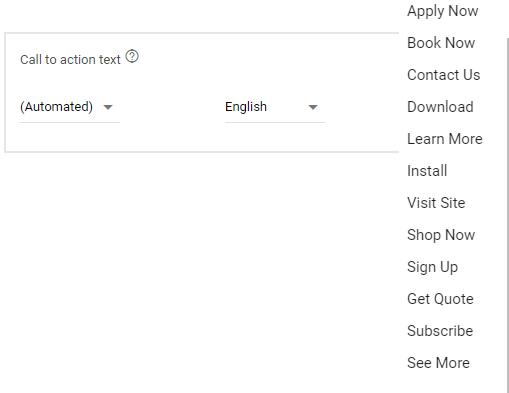 Call to action text ?
(Automated)
English
Apply Now
Book Now
Contact Us
Download
Learn More
Install
Visit Site
Shop Now
Sign Up
Get Quote
Subscribe
See More